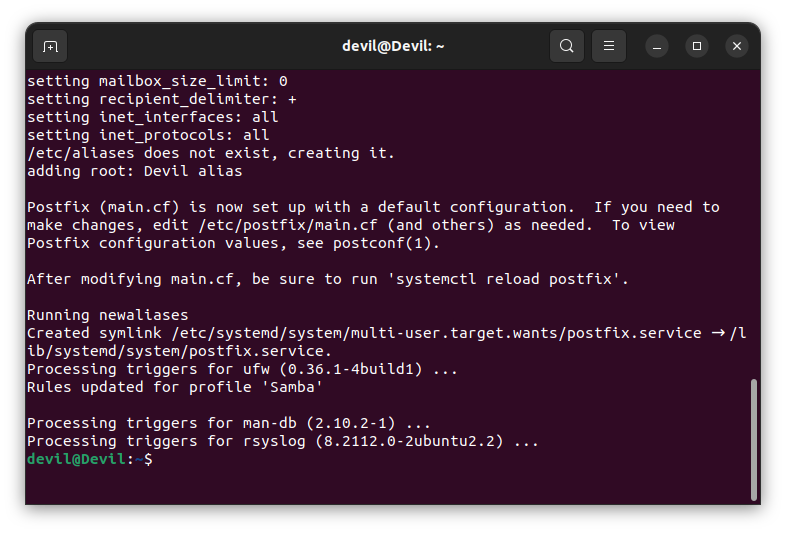 devil@Devil: ~
setting mailbox_size_limit: 0
setting recipient_delimiter: +
setting inet_interfaces: all
setting inet_protocols: all
/etc/aliases does not exist, creating it.
adding root: Devil alias
Postfix (main.cf) is now set up with a default configuration.  If you need to
make changes, edit /etc/postfix/main.cf (and others) as needed.  To view
Postfix configuration values, see postconf(1).
After modifying main.cf, be sure to run 'systemctl reload postfix'.
Running newaliases
Created symlink /etc/systemd/system/multi-user.target.wants/postfix.service → /l
ib/systemd/system/postfix.service.
Processing triggers for ufw (0.36.1-4build1) ...
Rules updated for profile 'Samba'
Processing triggers for man-db (2.10.2-1) ...
Processing triggers for rsyslog (8.2112.0-2ubuntu2.2) ...
devil@Devil:~$